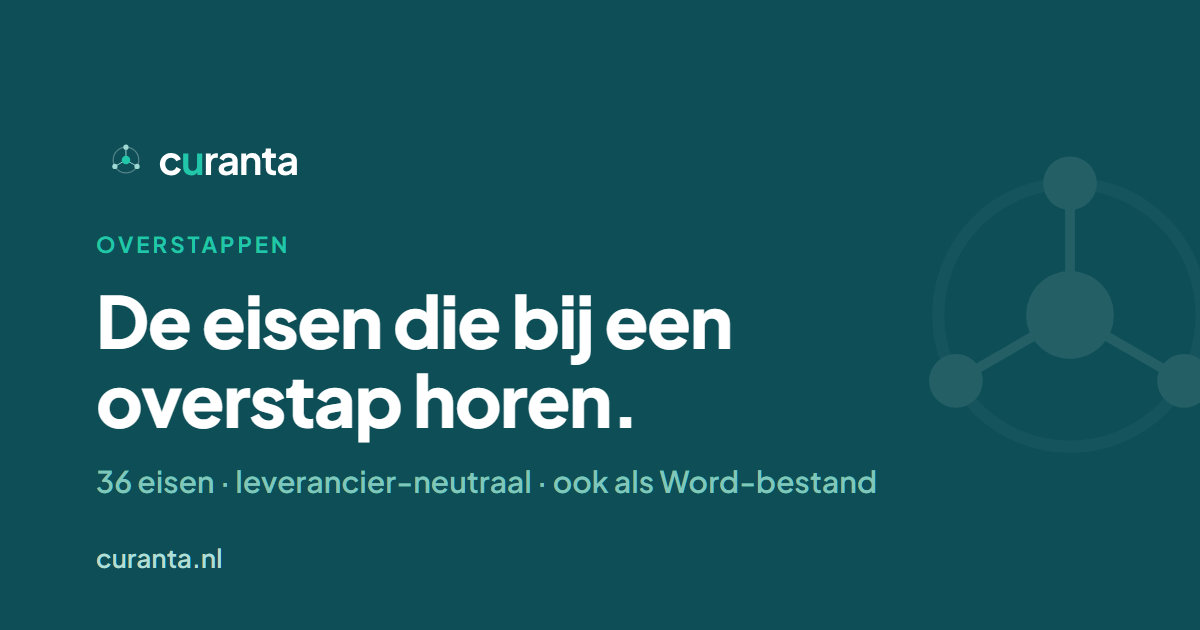 curanta
OVERSTAPPEN
De eisen die bij een
overstap horen.
36 eisen · leverancier-neutraal · ook als Word-bestand
curanta.nl